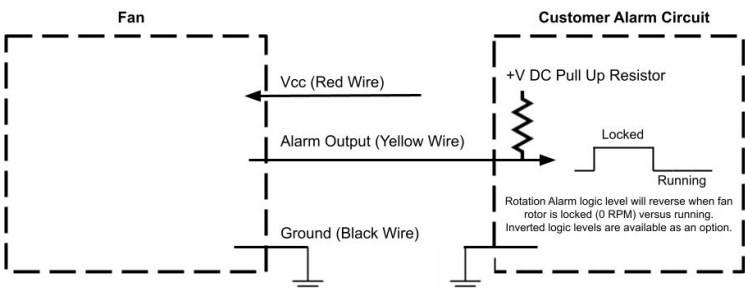 Fan
Customer Alarm Circuit
Vcc (Red Wire)
+V DC Pull Up Resistor
Alarm Output (Yellow Wire)
Locked
Running
Rotation Alarm logic level will reverse when fan
rotor is locked (0 RPM) versus running.
Inverted logic levels are available as an option.
Ground (Black Wire)